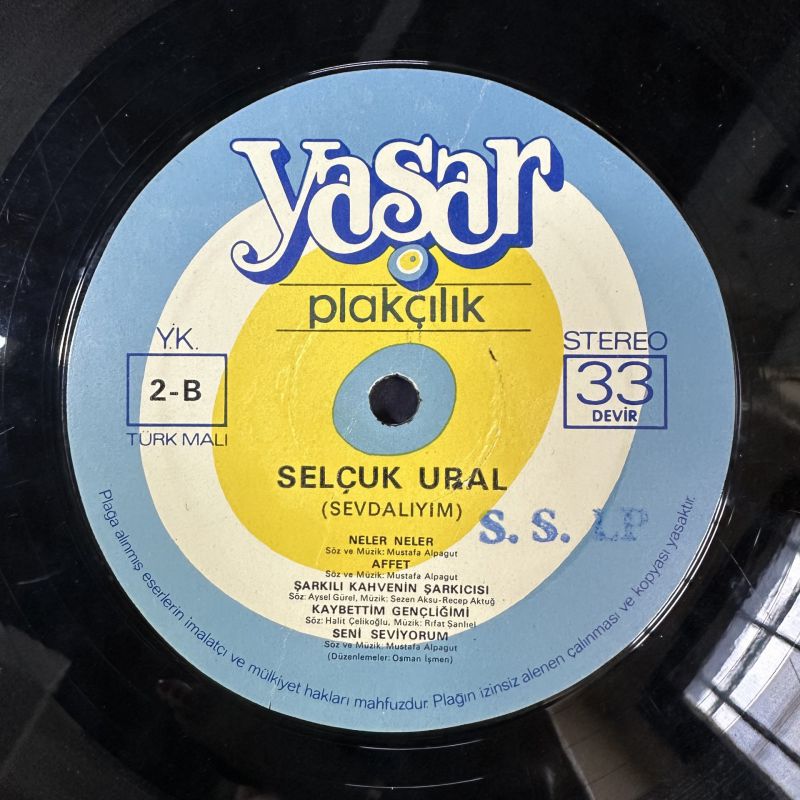 yaşar
plakçılık
Y.K.
2-B
TÜRK MALI
STEREO
33
DEVİR
SELÇUK URAL
(SEVDALIYIM)
S. S. LP
NELER NELER
Söz ve Müzik: Mustafa Alpagut
AFFET
Söz ve Müzik: Mustafa Alpagut
ŞARKILI KAHVENİN ŞARKICISI
Söz: Aysel Gürel, Müzik: Sezen Aksu-Recep Aktuğ
KAYBETTİM GENÇLİĞİMİ
Söz: Halit Çelikoğlu, Müzik: Rıfat Şanlıel
SENİ SEVİYORUM
Söz ve Müzik: Mustafa Alpagut
(Düzenlemeler: Osman İşmen)
Plağa alınmış eserlerin imalatçı ve mülkiyet hakları mahfuzdur. Plağın izinsiz alenen çalınması ve kopyası yasaktır.